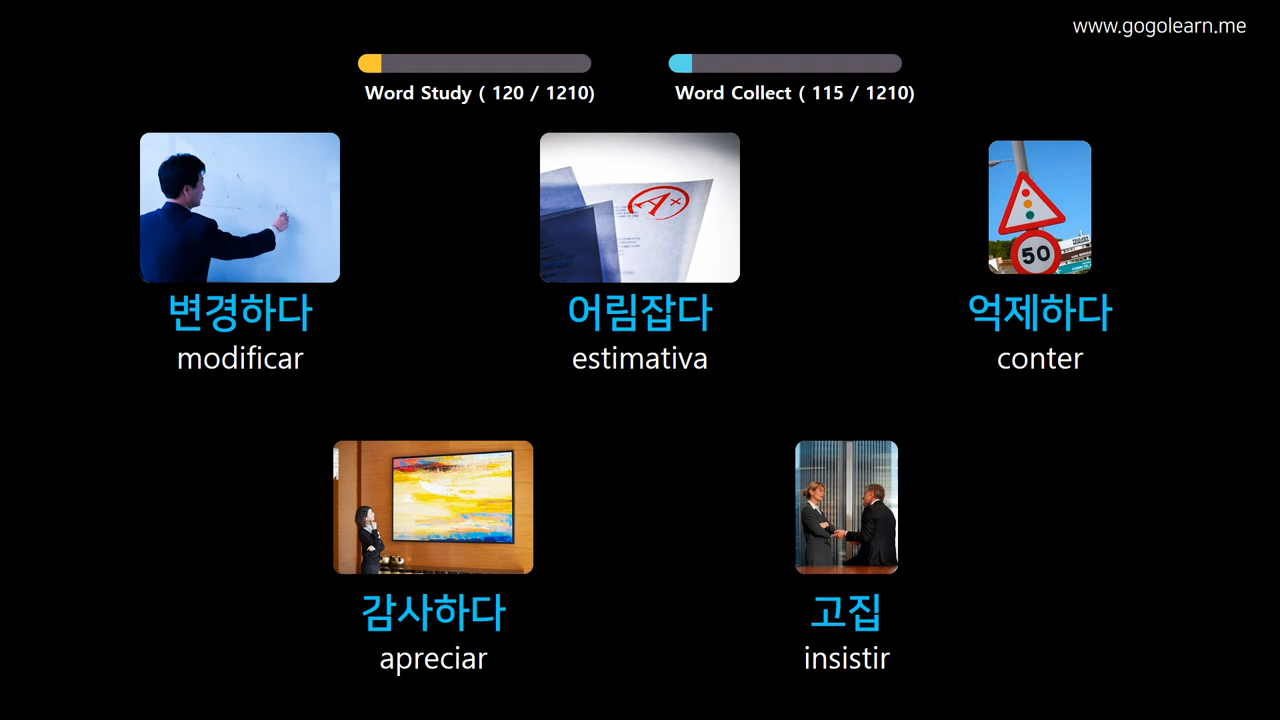 www.gogolearn.me
Word Study ( 120 / 1210)
Word Collect ( 115 / 1210)
A+
50
변경하다
modificar
어림잡다
estimativa
억제하다
conter
감사하다
apreciar
고집
insistir